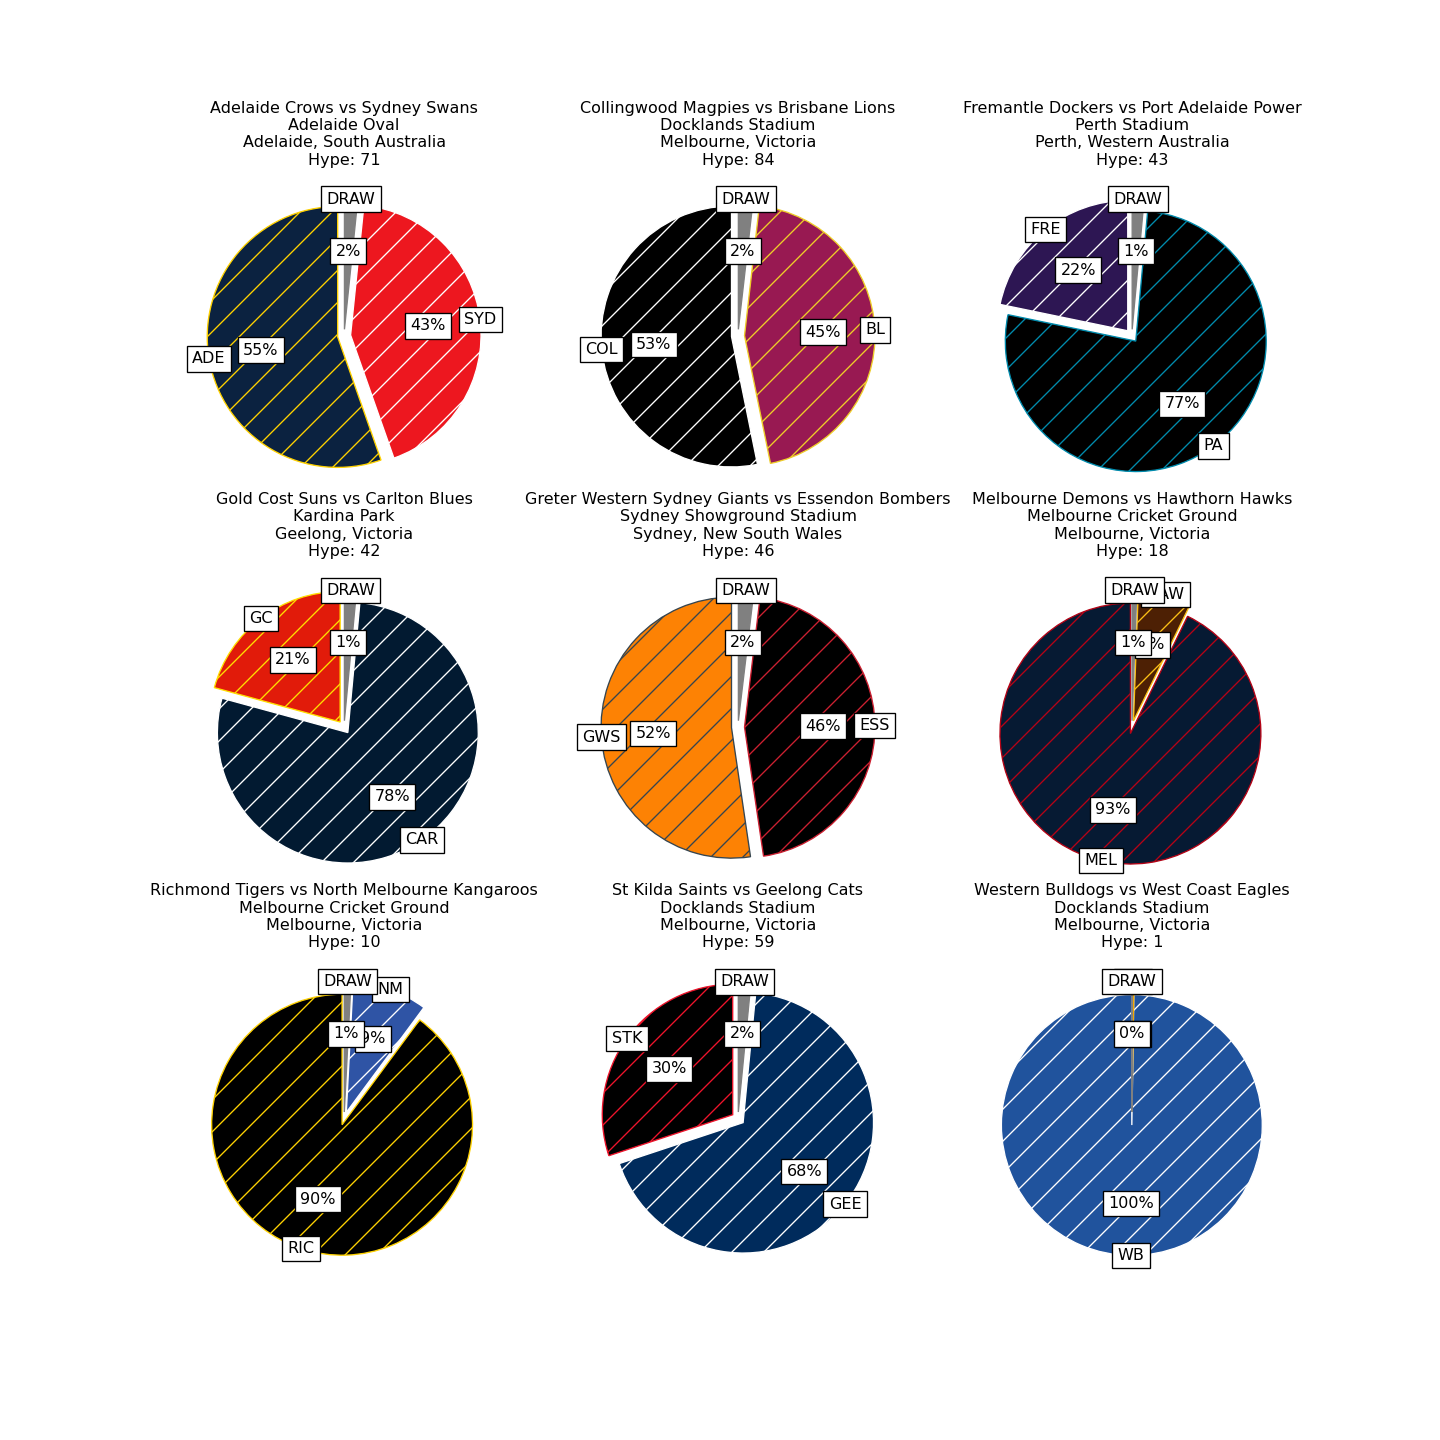 Adelaide Crows vs Sydney Swans
Adelaide Oval
Adelaide, South Australia
Hype: 71
DRAW
2%
43%
SYD
ADE
55%
Collingwood Magpies vs Brisbane Lions
Docklands Stadium
Melbourne, Victoria
Hype: 84
DRAW
2%
45%
BL
COL
53%
Fremantle Dockers vs Port Adelaide Power
Perth Stadium
Perth, Western Australia
Hype: 43
DRAW
FRE
1%
22%
77%
PA
Gold Cost Suns vs Carlton Blues
Kardina Park
Geelong, Victoria
Hype: 42
DRAW
GC
1%
21%
78%
CAR
Greter Western Sydney Giants vs Essendon Bombers
Sydney Showground Stadium
Sydney, New South Wales
Hype: 46
DRAW
2%
46%
ESS
GWS
52%
Melbourne Demons vs Hawthorn Hawks
Melbourne Cricket Ground
Melbourne, Victoria
Hype: 18
DRAW
1%
93%
MEL
Richmond Tigers vs North Melbourne Kangaroos
Melbourne Cricket Ground
Melbourne, Victoria
Hype: 10
DRAW
NM
1%
9%
90%
RIC
St Kilda Saints vs Geelong Cats
Docklands Stadium
Melbourne, Victoria
Hype: 59
DRAW
STK
2%
30%
68%
GEE
Western Bulldogs vs West Coast Eagles
Docklands Stadium
Melbourne, Victoria
Hype: 1
DRAW
0%
100%
WB